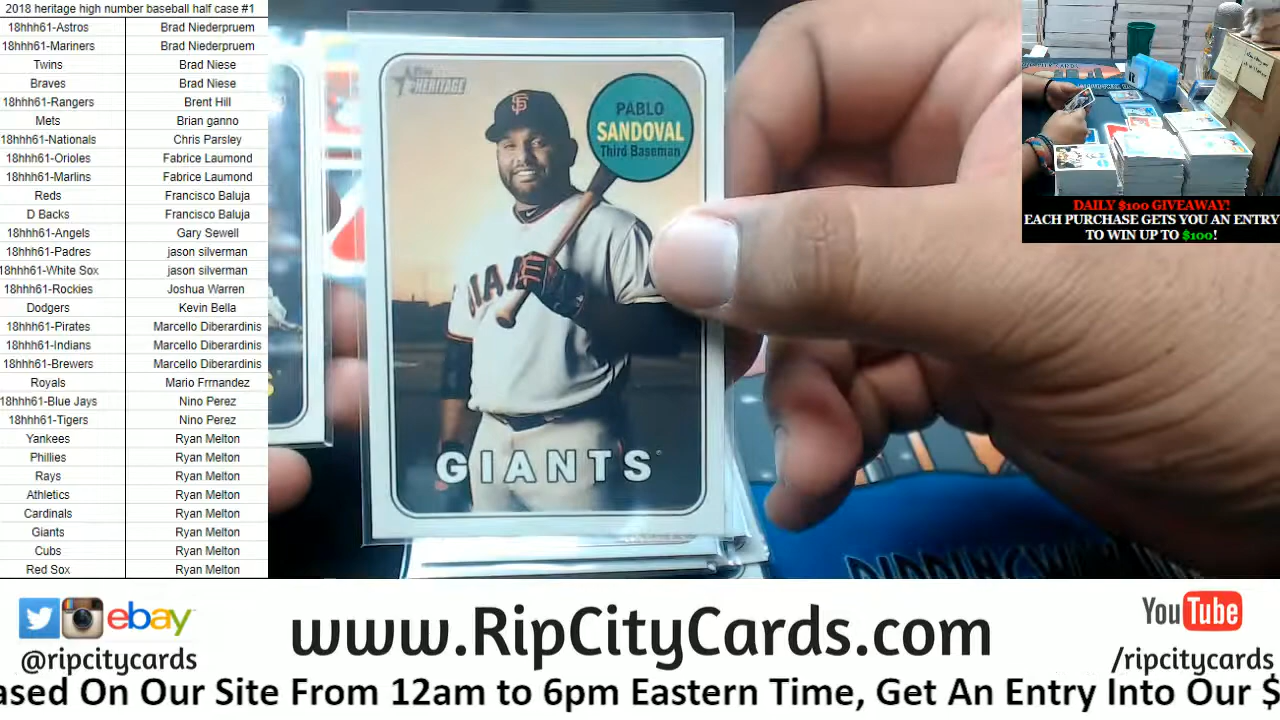 2018 heritage high number baseball half case #1
18hhh61-Astros Brad Niederpruem
18hhh61-Mariners Brad Niederpruem
Twins Brad Niese
Braves Brad Niese
18hhh61-Rangers Brent Hill
Mets Brian ganno
18hhh61-Nationals Chris Parsley
18hhh61-Orioles Fabrice Laumond
18hhh61-Marlins Fabrice Laumond
Reds Francisco Baluja
D Backs Francisco Baluja
18hhh61-Angels Gary Sewell
18hhh61-Padres jason silverman
18hhh61-White Sox jason silverman
18hhh61-Rockies Joshua Warren
Dodgers Kevin Bella
18hhh61-Pirates Marcello Diberardinis
18hhh61-Indians Marcello Diberardinis
18hhh61-Brewers Marcello Diberardinis
Royals Mario Frrnandez
18hhh61-Blue Jays Nino Perez
18hhh61-Tigers Nino Perez
Yankees Ryan Melton
Phillies Ryan Melton
Rays Ryan Melton
Athletics Ryan Melton
Cardinals Ryan Melton
Giants Ryan Melton
Cubs Ryan Melton
Red Sox Ryan Melton
HERITAGE
SF
PABLO
SANDOVAL
Third Baseman
GIANTS
DAILY $100 GIVEAWAY!
EACH PURCHASE GETS YOU AN ENTRY
TO WIN UP TO $100!
ebay
@ripcitycards
www.RipCityCards.com
YouTube
/ripcitycards
ased On Our Site From 12am to 6pm Eastern Time, Get An Entry Into Our $